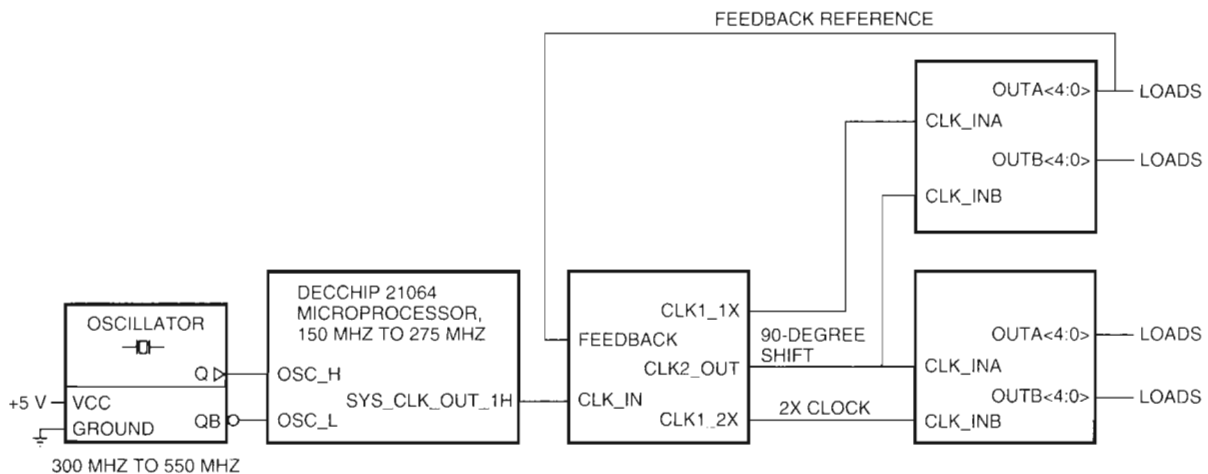 FEEDBACK REFERENCE
OUTA<4:0>
LOADS
CLK_INA
OUTB<4:0>
LOADS
CLK_INB
OSCILLATOR
Q
+5 V
VCC
GROUND
QB
300 MHZ TO 550 MHZ
DECCHIP 21064
MICROPROCESSOR,
150 MHZ TO 275 MHZ
OSC_H
SYS_CLK_OUT_1H
OSC_L
CLK1_1X
FEEDBACK
CLK2_OUT
CLK_IN
CLK1_2X
90-DEGREE
SHIFT
2X CLOCK
OUTA<4:0>
LOADS
CLK_INA
OUTB<4:0>
LOADS
CLK_INB